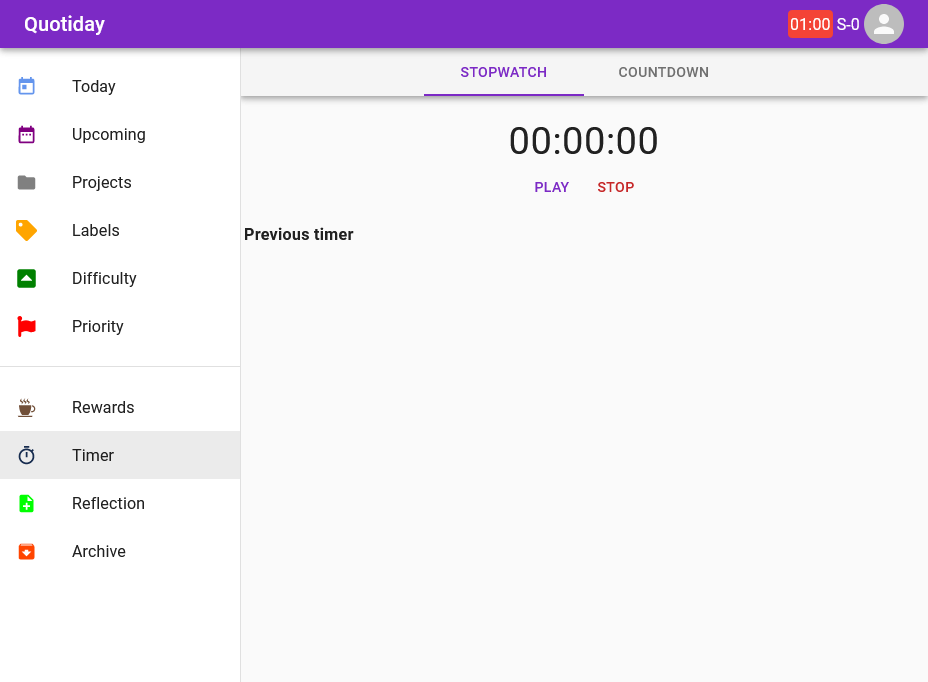 Quotiday
01:00 S-0
Today
Upcoming
Projects
Labels
Difficulty
Priority
Rewards
Timer
Reflection
Archive
STOPWATCH COUNTDOWN
00:00:00
PLAY STOP
Previous timer